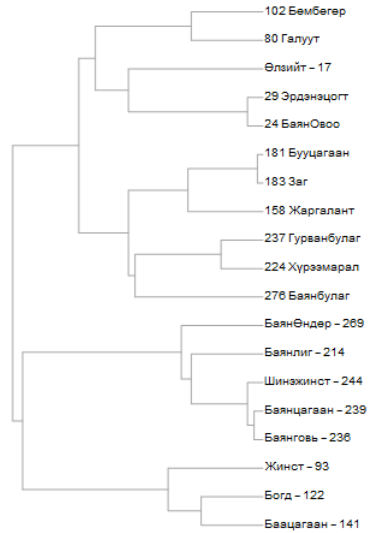 102 Бөмбөгөр
80 Галуут
Өлзийт – 17
29 Эрдэнэцогт
24 БаянОвоо
181 Бууцагаан
183 Заг
158 Жаргалант
237 Гурванбулаг
224 Хүрээмарал
276 Баянбулаг
БаянӨндөр – 269
Баянлиг – 214
Шинэжинст – 244
Баянцагаан – 239
Баянговь – 236
Жинст – 93
Богд – 122
Баацагаан – 141